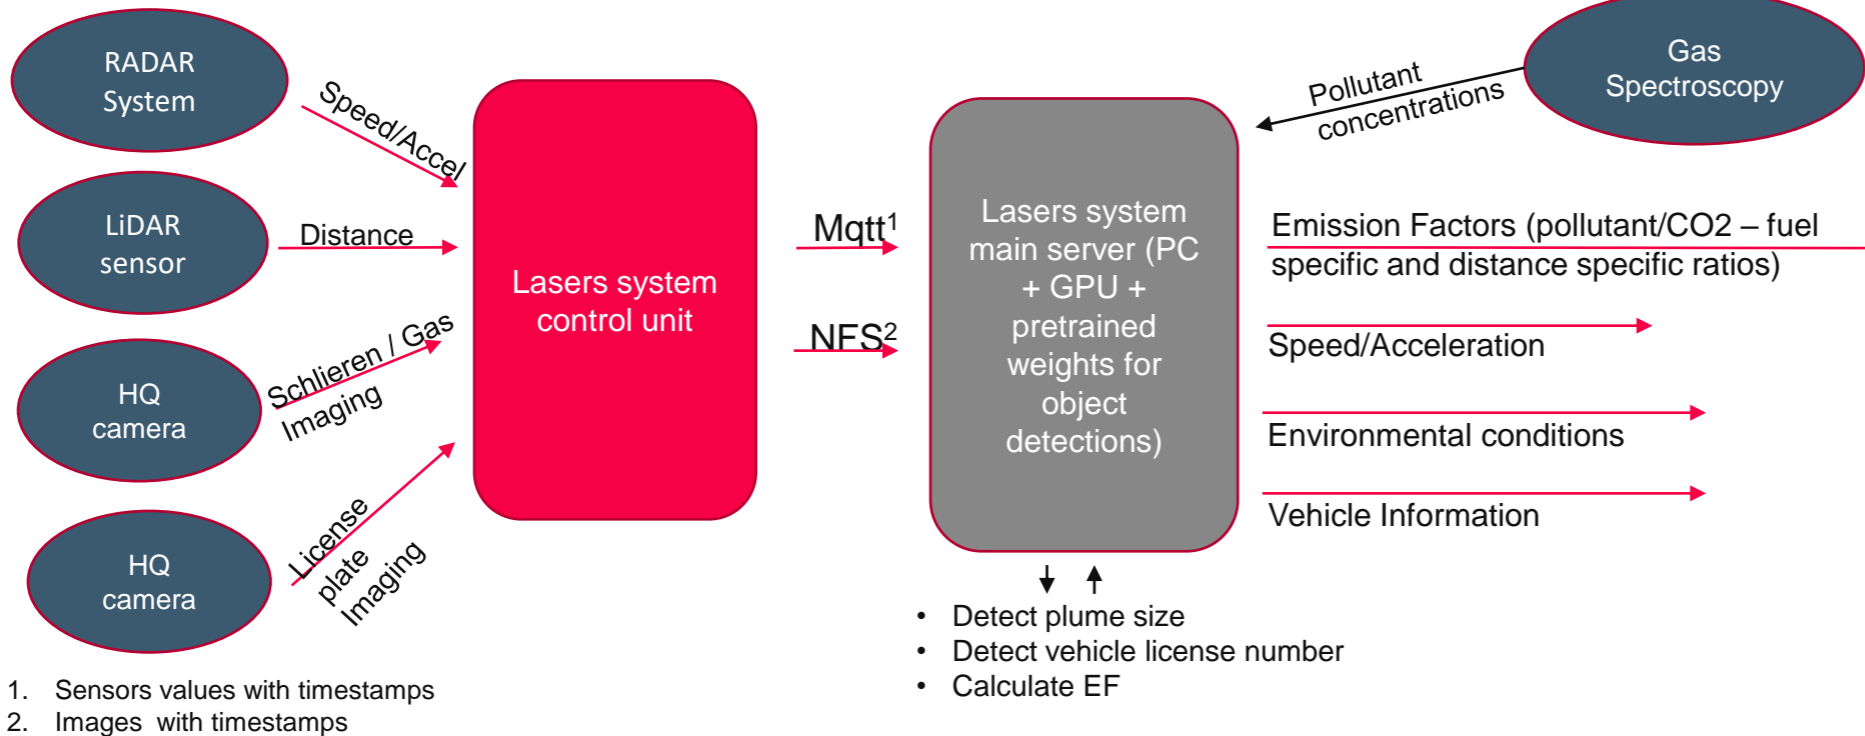 RADAR
System
Speed/Accel
LiDAR
sensor
Distance
HQ
camera
Schlieren / Gas
Imaging
HQ
camera
License
plate
Imaging
Lasers system
control unit
Mqtt¹
NFS²
Lasers system
main server (PC
+ GPU +
pretrained
weights for
object
detections)
Gas
Spectroscopy
Pollutant
concentrations
Emission Factors (pollutant/CO2 – fuel
specific and distance specific ratios)
Speed/Acceleration
Environmental conditions
Vehicle Information
• Detect plume size
• Detect vehicle license number
• Calculate EF
1. Sensors values with timestamps
2. Images with timestamps